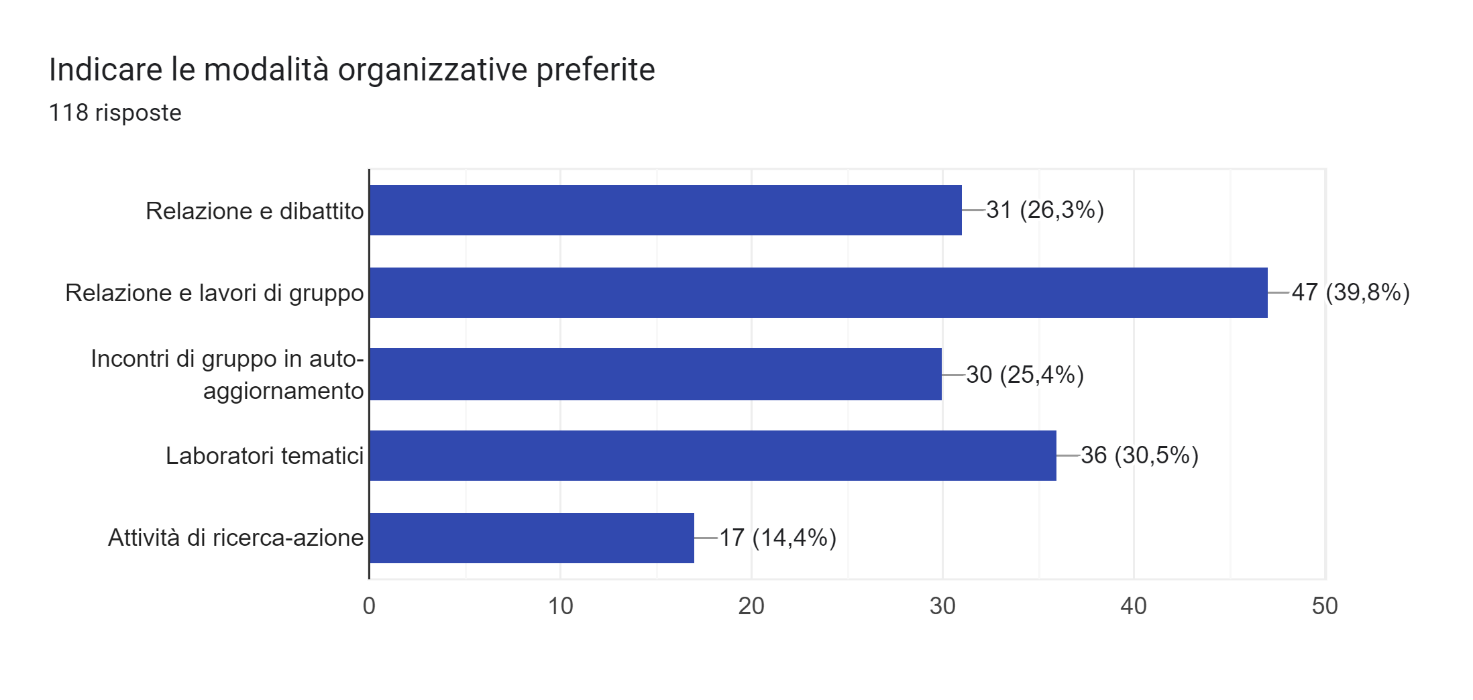 Indicare le modalità organizzative preferite
118 risposte
Relazione e dibattito
31 (26,3%)
Relazione e lavori di gruppo
47 (39,8%)
Incontri di gruppo in auto-
aggiornamento
30 (25,4%)
Laboratori tematici
36 (30,5%)
Attività di ricerca-azione
17 (14,4%)
0 10 20 30 40 50